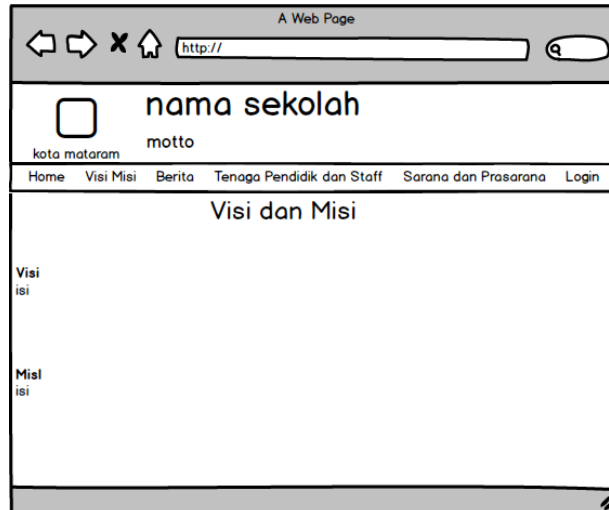 A Web Page
http://
nama sekolah
motto
kota mataram
Home Visi Misi Berita Tenaga Pendidik dan Staff Sarana dan Prasarana Login
Visi dan Misi
Visi
isi
MisI
isi